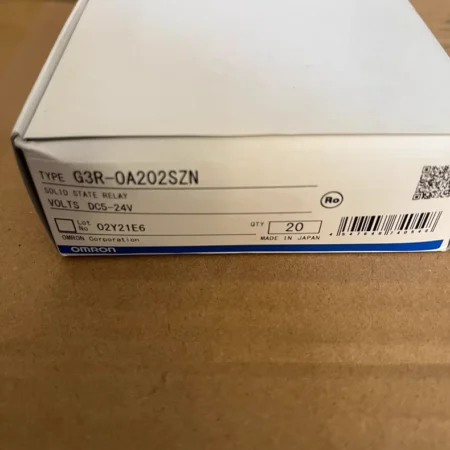 TYPE G3R-OA202SZN
SOLID STATE RELAY
VOLTS DC5-24V
Ro
Lot No 02Y21E6
QTY 20
OMRON Corporation
MADE IN JAPAN
OMRON